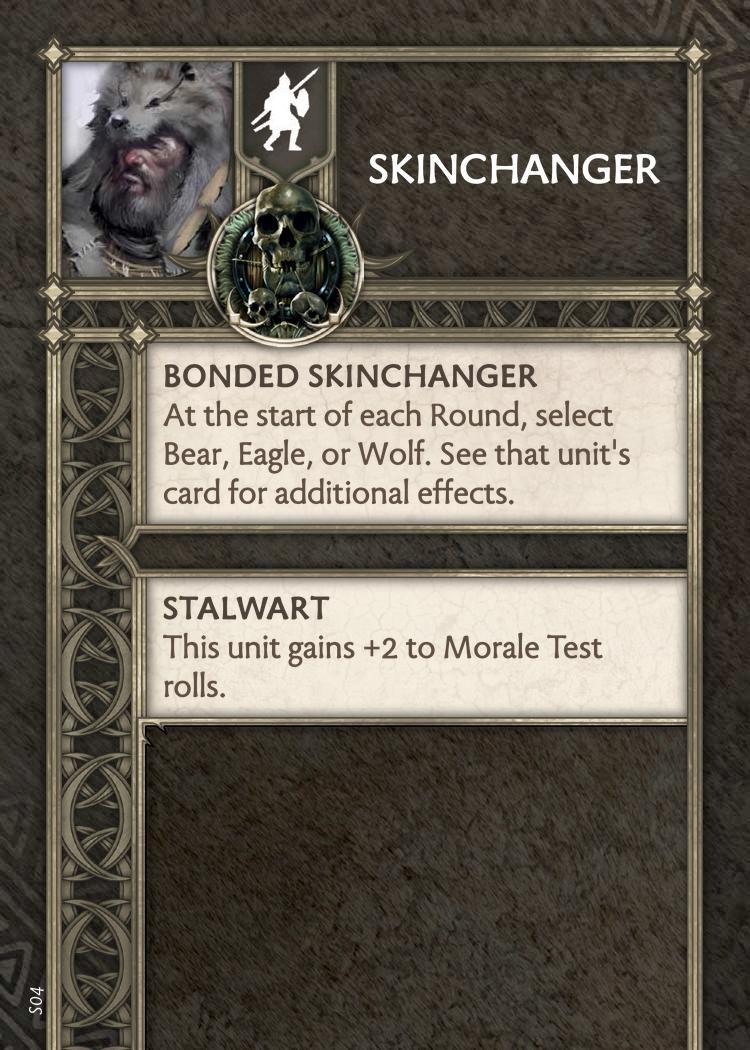 SKINCHANGER
BONDED SKINCHANGER
At the start of each Round, select
Bear, Eagle, or Wolf. See that unit's
card for additional effects.
STALWART
This unit gains +2 to Morale Test
rolls.
S04